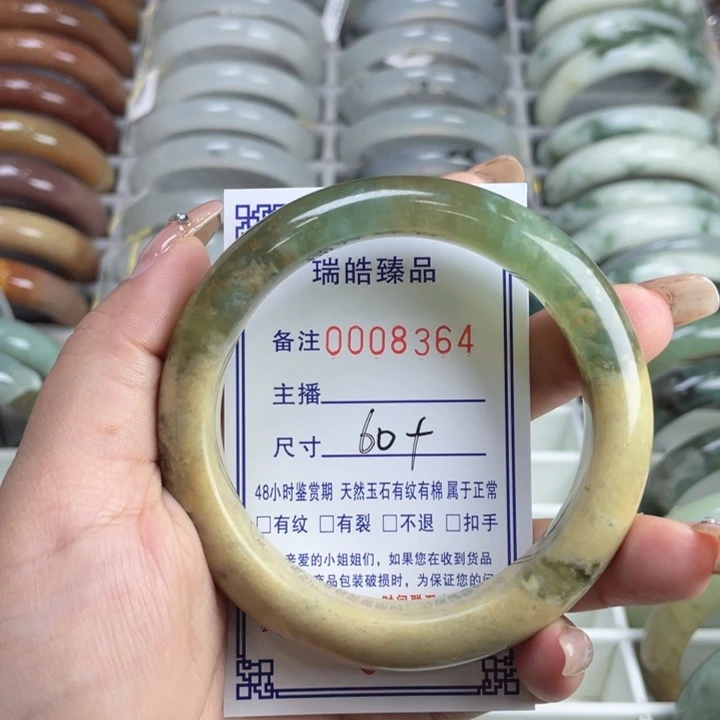 瑞皓臻品
备注0008364
主播
尺寸 60+
48小时鉴赏期 天然玉石有纹有棉 属于正常
□有纹 □有裂 □不退 □扣手
亲爱的小姐姐们，如果您在收到货品
商品包装破损时，为保证您的